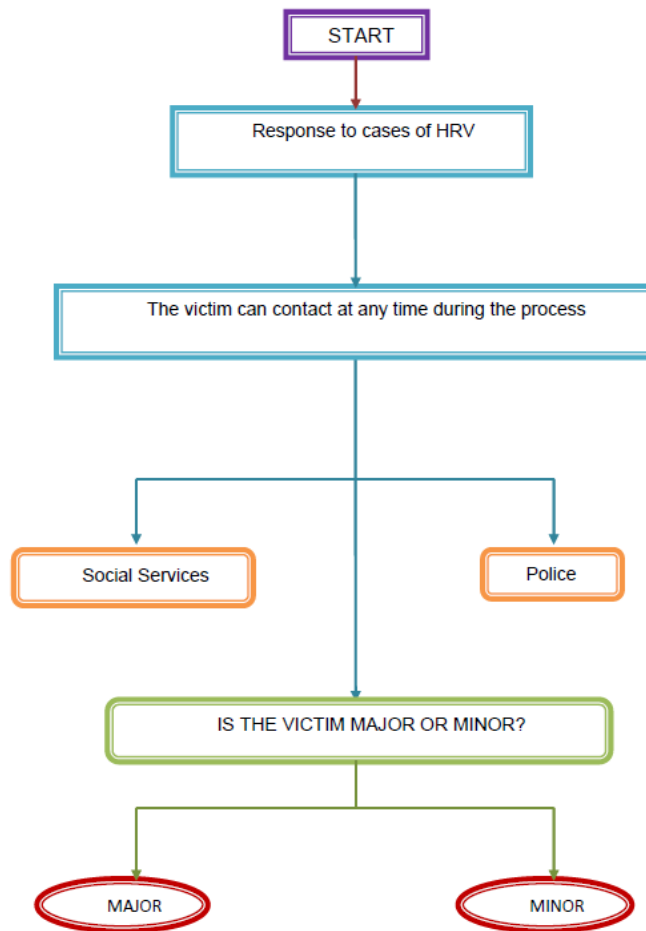 START
Response to cases of HRV
The victim can contact at any time during the process
Social Services
Police
IS THE VICTIM MAJOR OR MINOR?
MAJOR
MINOR